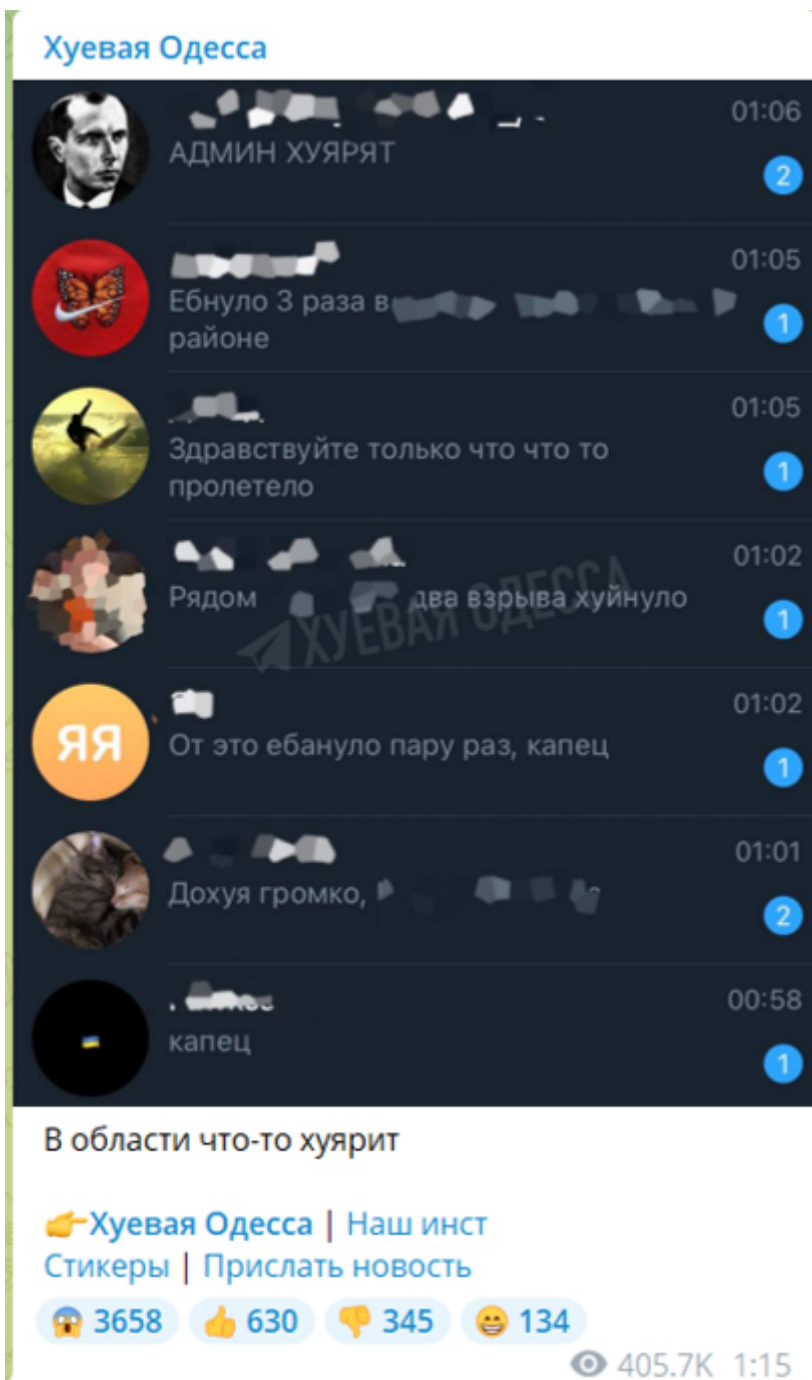 Хуевая Одесса
01:06
АДМИН ХУЯРЯТ
2
01:05
Ебнуло 3 раза в
районе
1
01:05
Здравствуйте только что что то
пролетело
1
01:02
Рядом два взрыва хуйнуло
ХУЕВАЯ ОДЕССА
1
ЯЯ
01:02
От это ебануло пару раз, капец
1
01:01
Дохуя громко,
2
00:58
капец
1
В области что-то хуярит
👉Хуевая Одесса | Наш инст
Стикеры | Прислать новость
😱 3658 👍 630 👎 345 😁 134
405.7K 1:15